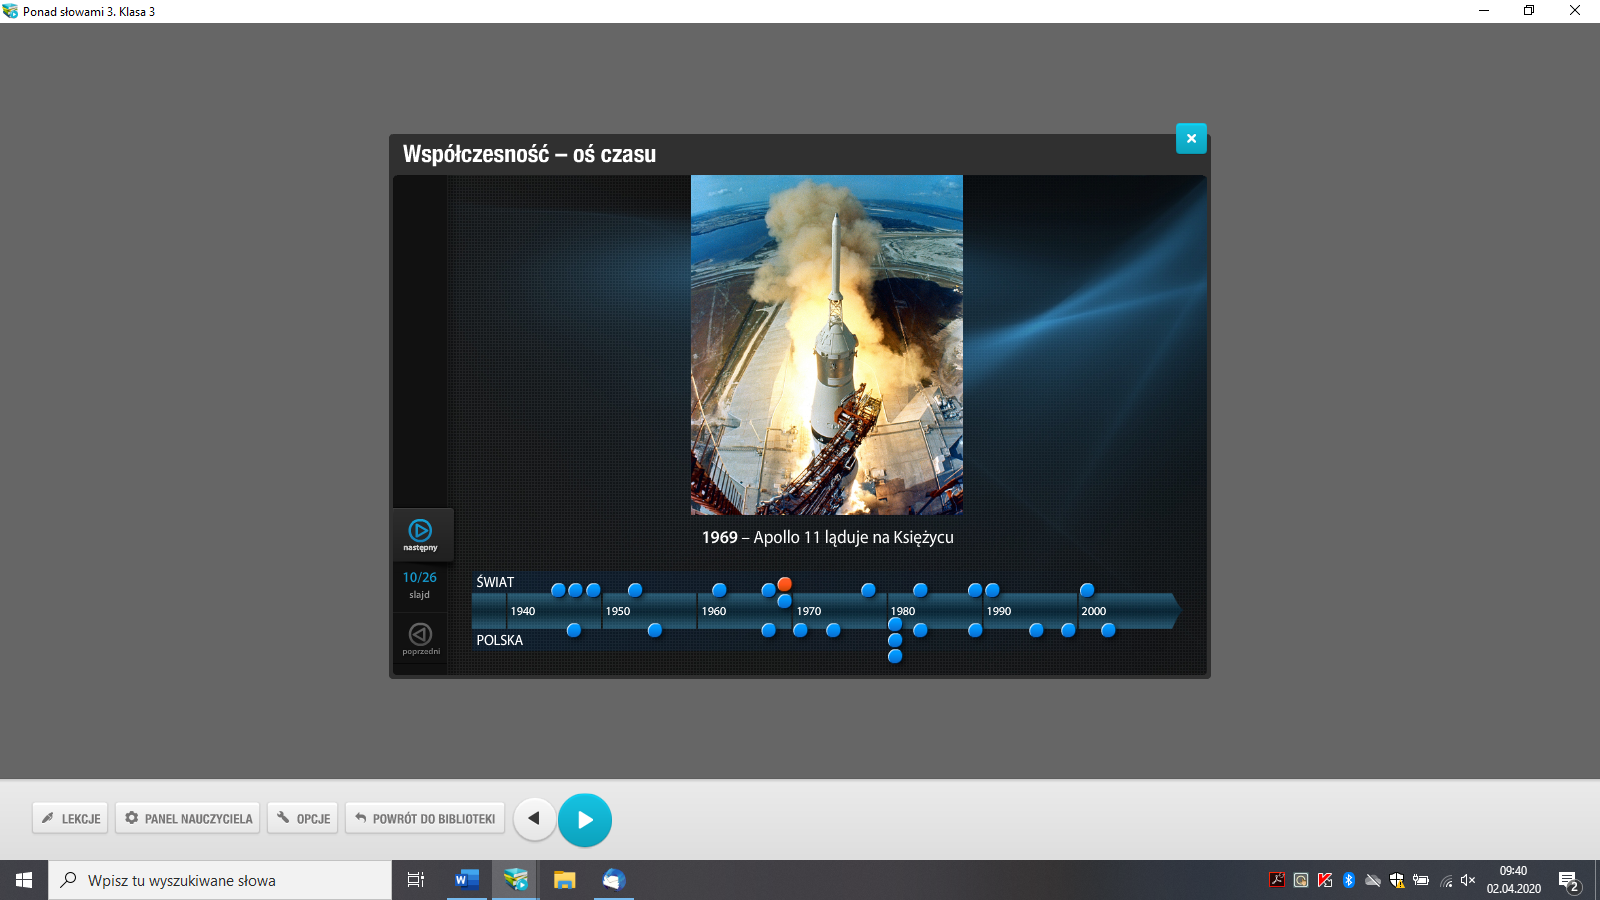 Ponad słowami 3. Klasa 3
Współczesność – oś czasu
następny
10/26
slajd
poprzedni
1969 – Apollo 11 ląduje na Księżycu
ŚWIAT
1940 1950 1960 1970 1980 1990 2000
POLSKA
LEKCJE PANEL NAUCZYCIELA OPCJE POWRÓT DO BIBLIOTEKI
Wpisz tu wyszukiwane słowa
09:40
02.04.2020
2